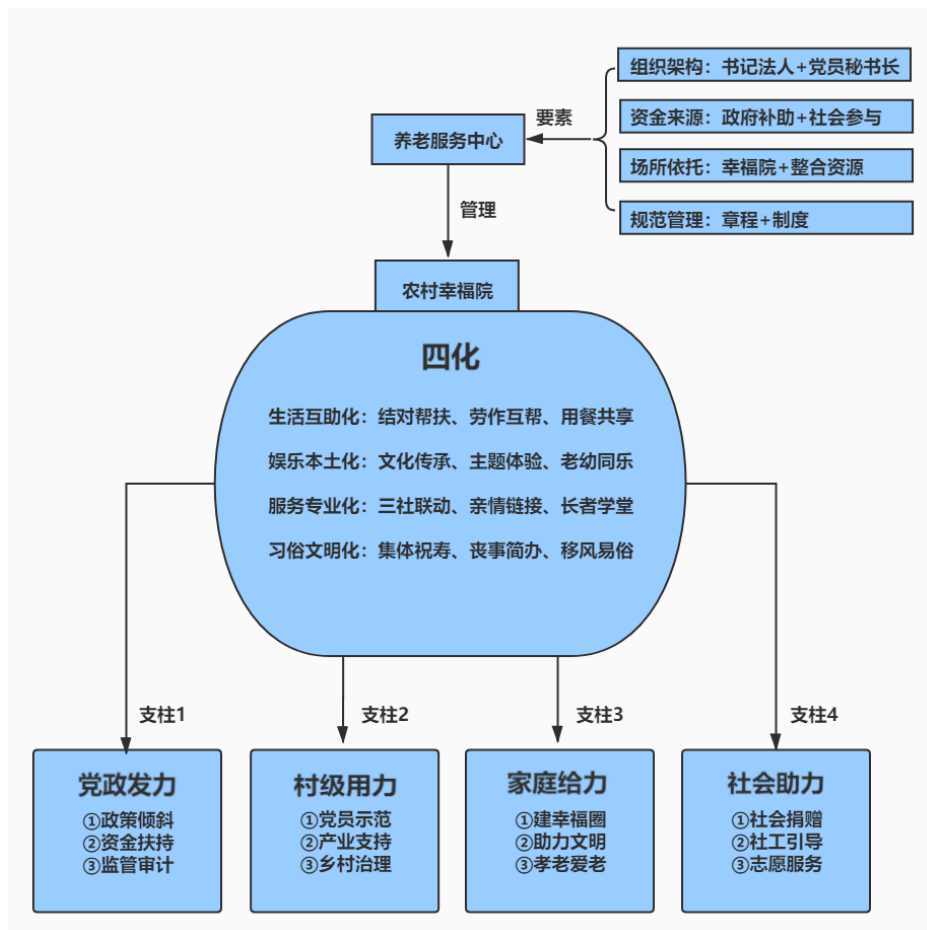 组织架构：书记法人+党员秘书长
要素
资金来源：政府补助+社会参与
养老服务中心
场所依托：幸福院+整合资源
规范管理：章程+制度
管理
农村幸福院
四化
生活互助化：结对帮扶、劳作互帮、用餐共享
娱乐本土化：文化传承、主题体验、老幼同乐
服务专业化：三社联动、亲情链接、长者学堂
习俗文明化：集体祝寿、丧事简办、移风易俗
支柱1
支柱2
支柱3
支柱4
党政发力
①政策倾斜
②资金扶持
③监管审计
村级用力
①党员示范
②产业支持
③乡村治理
家庭给力
①建幸福圈
②助力文明
③孝老爱老
社会助力
①社会捐赠
②社工引导
③志愿服务